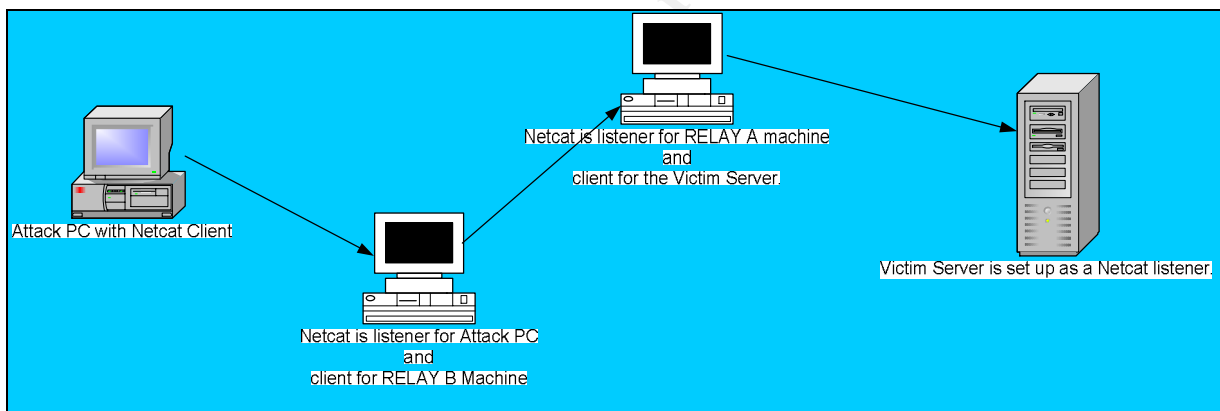 Attack PC with Netcat Client
Netcat is listener for Attack PC
and
client for RELAY B Machine
Netcat is listener for RELAY A machine
and
client for the Victim Server.
Victim Server is set up as a Netcat listener.